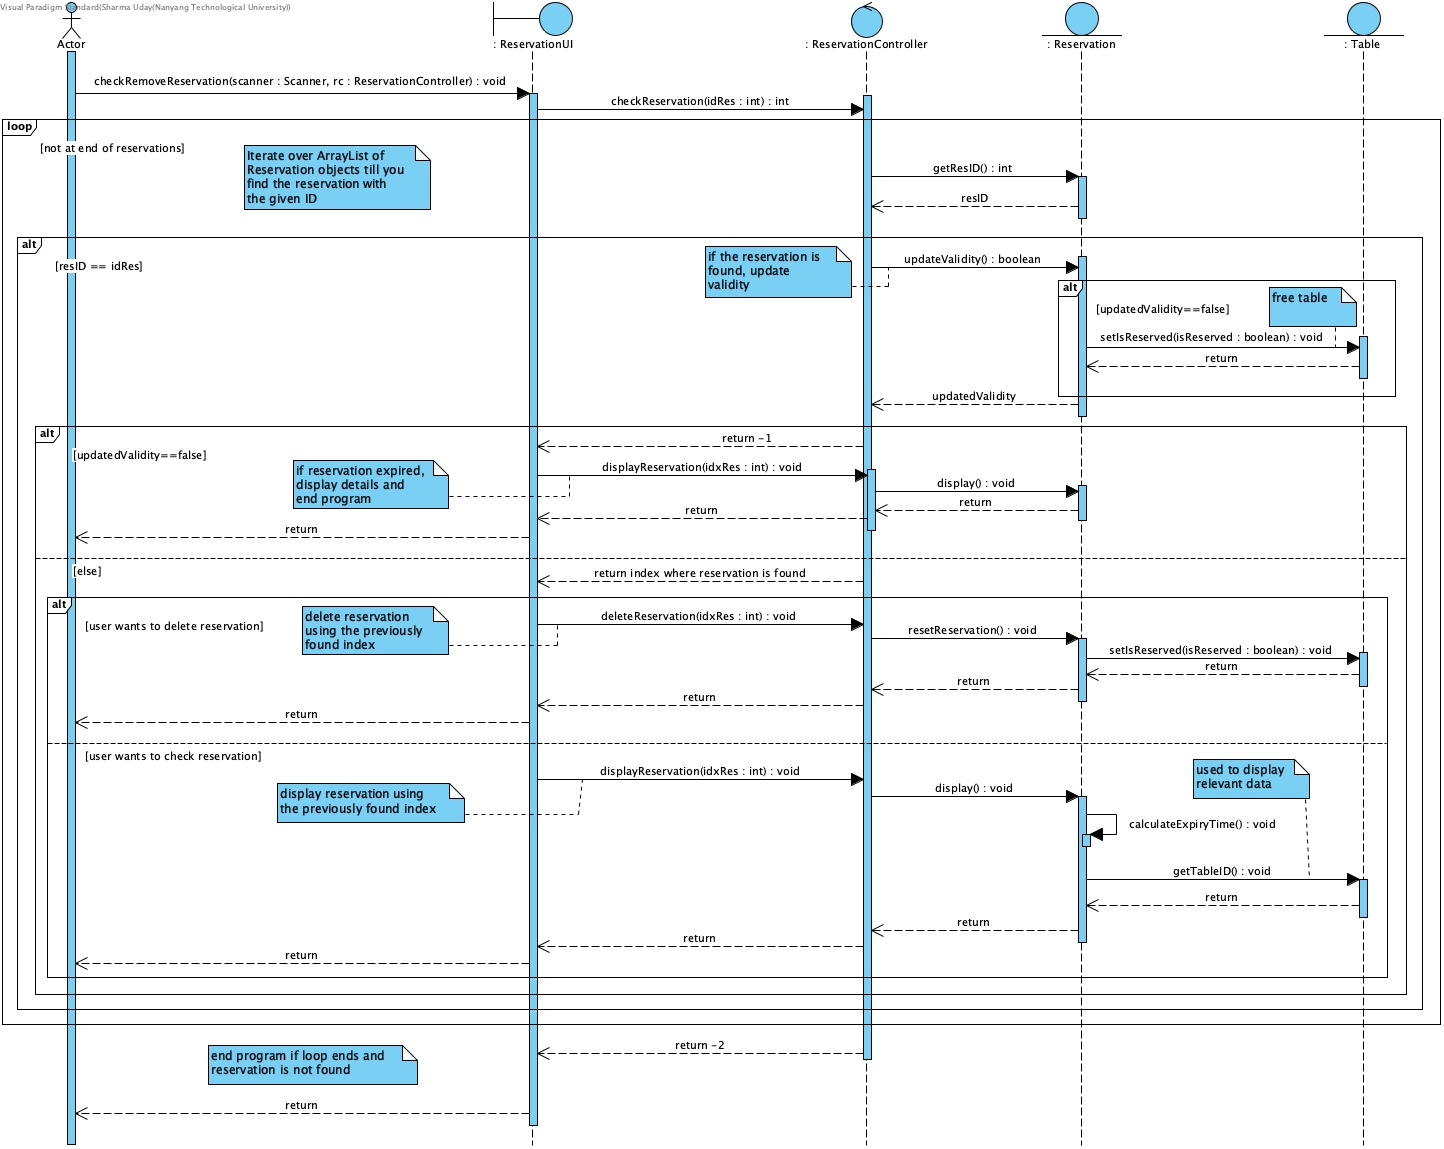 Visual Paradigm Standard(Sharma Uday(Nanyang Technological University))
Actor
: ReservationUI
: ReservationController
: Reservation
: Table
checkRemoveReservation(scanner : Scanner, rc : ReservationController) : void
checkReservation(idRes : int) : int
loop
[not at end of reservations]
Iterate over ArrayList of
Reservation objects till you
find the reservation with
the given ID
getResID() : int
resID
alt
[resID == idRes]
if the reservation is
found, update
validity
updateValidity() : boolean
alt
[updatedValidity==false]
free table
setIsReserved(isReserved : boolean) : void
return
updatedValidity
alt
[updatedValidity==false]
return -1
if reservation expired,
display details and
end program
displayReservation(idxRes : int) : void
display() : void
return
return
return
[else]
return index where reservation is found
alt
[user wants to delete reservation]
delete reservation
using the previously
found index
deleteReservation(idxRes : int) : void
resetReservation() : void
setIsReserved(isReserved : boolean) : void
return
return
return
return
[user wants to check reservation]
displayReservation(idxRes : int) : void
display reservation using
the previously found index
display() : void
used to display
relevant data
calculateExpiryTime() : void
getTableID() : void
return
return
return
return
return -2
end program if loop ends and
reservation is not found
return